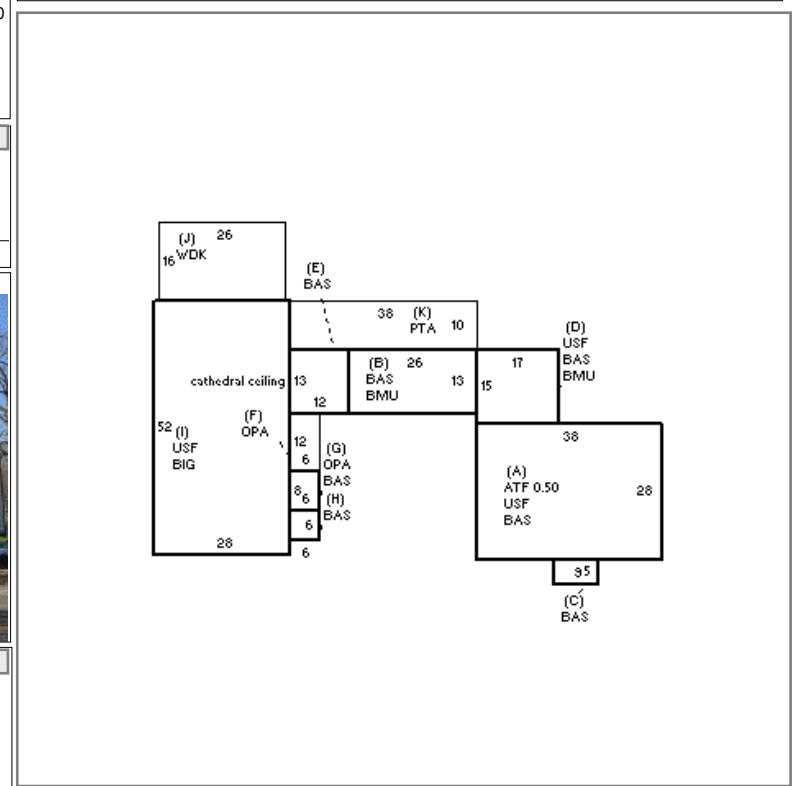 26
(J)
16 WDK
(E)
BAS
38 (K)
PTA 10
(D)
USF
BAS
BMU
17
(B) 26
BAS
BMU
13
15
cathedral ceiling 13
12
(F)
OPA
52 (I)
USF
BIG
38
12
6
(G)
OPA
BAS
8 6
(H)
BAS
6
6
28
(A)
ATF 0.50
USF
BAS
28
95
(C)
BAS